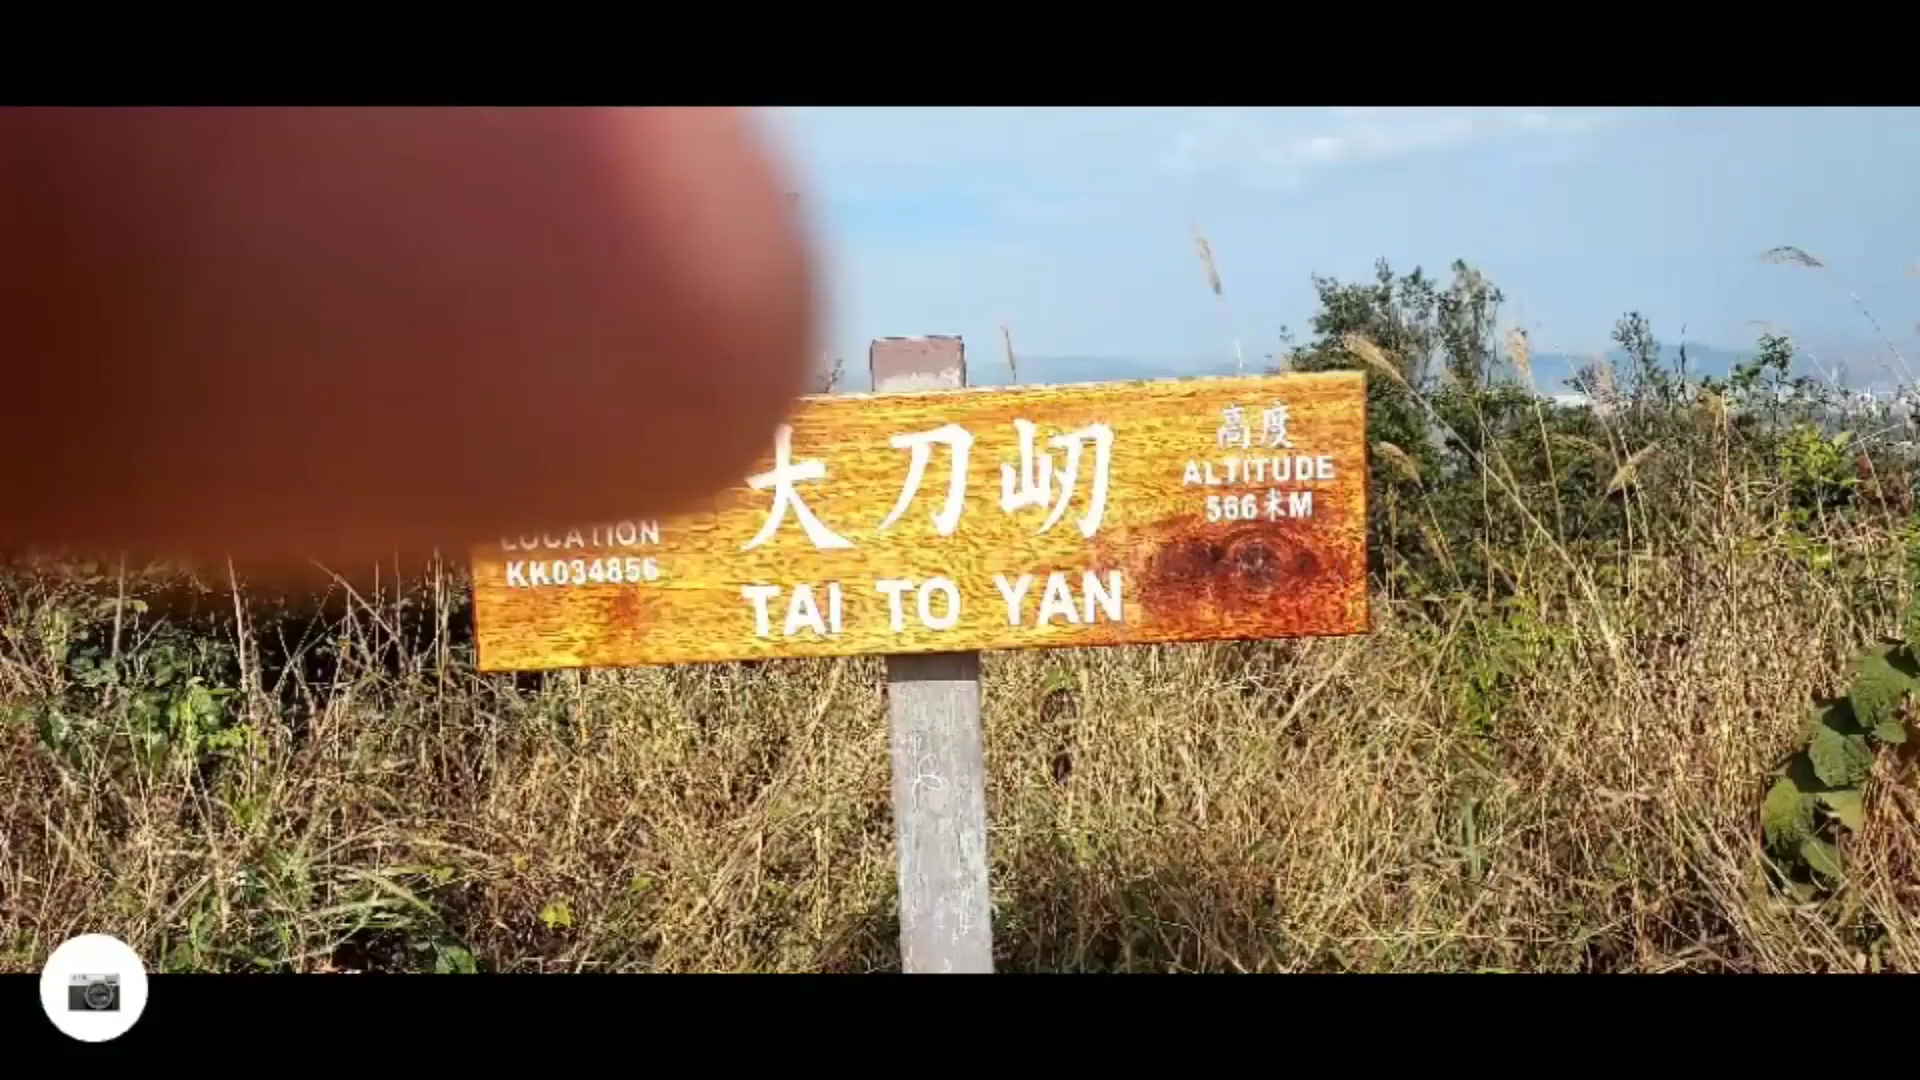 LOCATION
KK034856
大刀屻
TAI TO YAN
高度
ALTITUDE
566米M